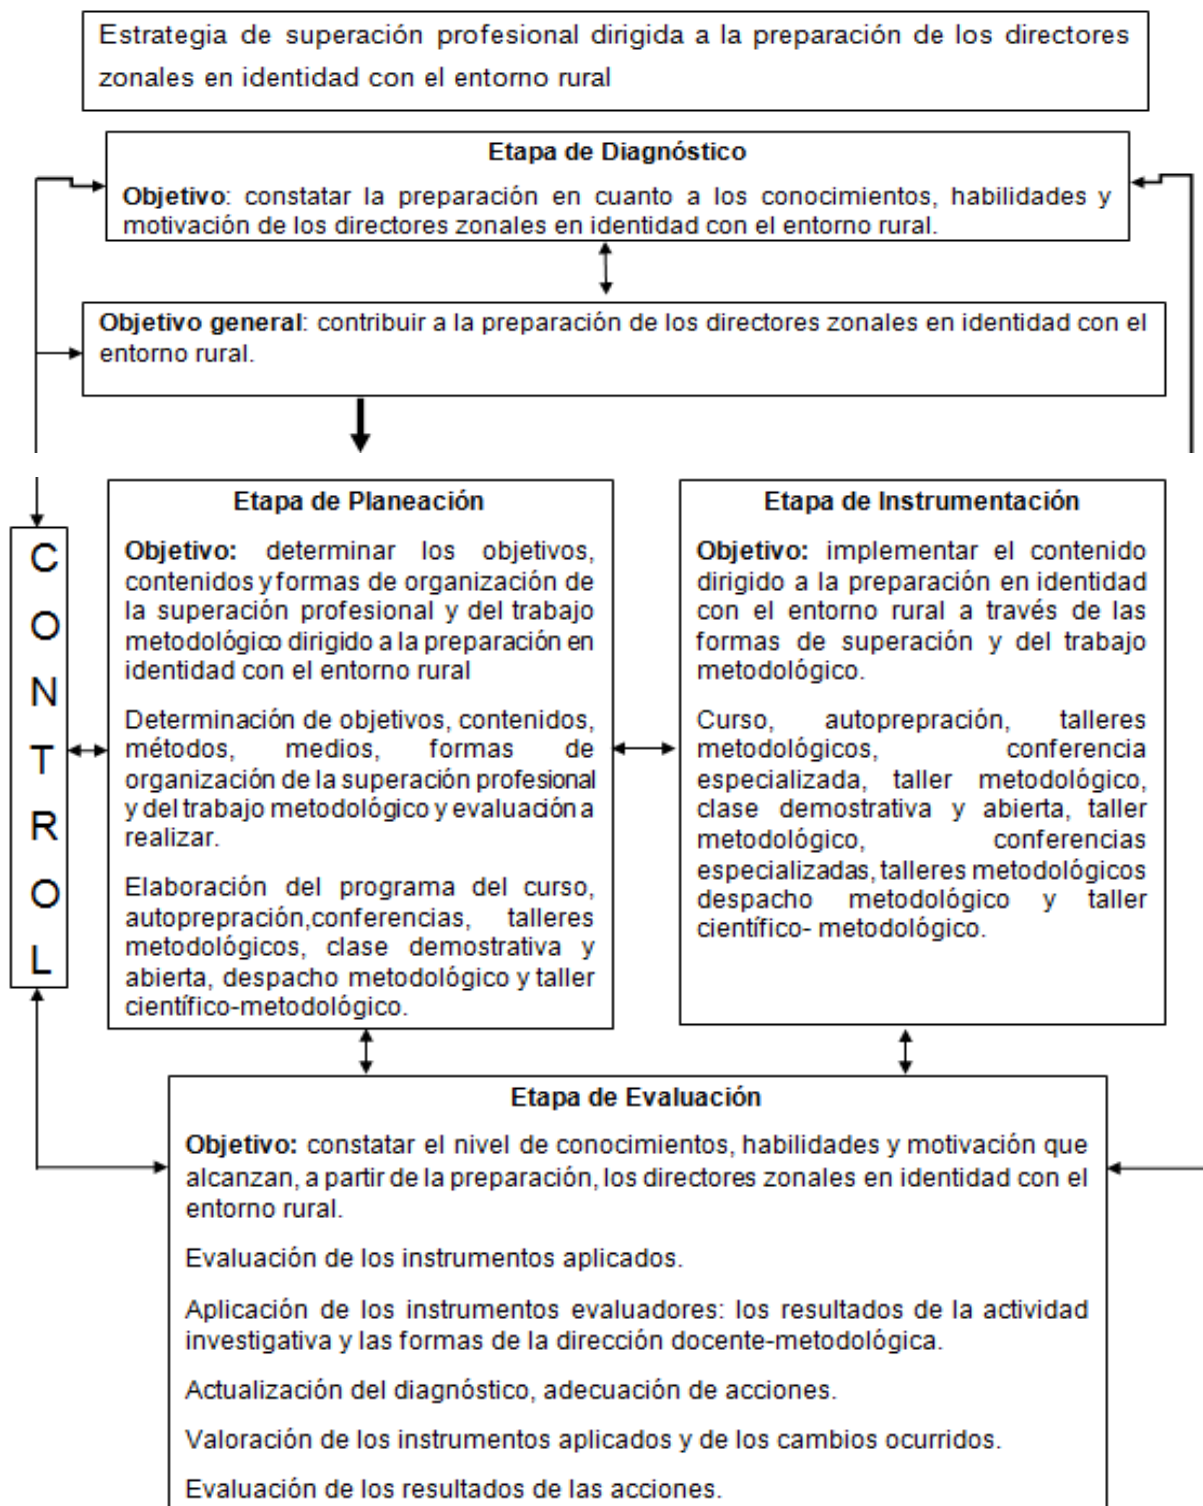 Estrategia de superación profesional dirigida a la preparación de los directores
zonales en identidad con el entorno rural
Etapa de Diagnóstico
Objetivo: constatar la preparación en cuanto a los conocimientos, habilidades y
motivación de los directores zonales en identidad con el entorno rural.
Objetivo general: contribuir a la preparación de los directores zonales en identidad con el
entorno rural.
C
O
N
T
R
O
L
Etapa de Planeación
Objetivo: determinar los objetivos,
contenidos y formas de organización de
la superación profesional y del trabajo
metodológico dirigido a la preparación en
identidad con el entorno rural
Determinación de objetivos, contenidos,
métodos, medios, formas de
organización de la superación profesional
y del trabajo metodológico y evaluación a
realizar.
Elaboración del programa del curso,
autoprepración,conferencias, talleres
metodológicos, clase demostrativa y
abierta, despacho metodológico y taller
científico-metodológico.
Etapa de Instrumentación
Objetivo: implementar el contenido
dirigido a la preparación en identidad
con el entorno rural a través de las
formas de superación y del trabajo
metodológico.
Curso, autoprepración, talleres
metodológicos, conferencia
especializada, taller metodológico,
clase demostrativa y abierta, taller
metodológico, conferencias
especializadas, talleres metodológicos
despacho metodológico y taller
científico- metodológico.
Etapa de Evaluación
Objetivo: constatar el nivel de conocimientos, habilidades y motivación que
alcanzan, a partir de la preparación, los directores zonales en identidad con el
entorno rural.
Evaluación de los instrumentos aplicados.
Aplicación de los instrumentos evaluadores: los resultados de la actividad
investigativa y las formas de la dirección docente-metodológica.
Actualización del diagnóstico, adecuación de acciones.
Valoración de los instrumentos aplicados y de los cambios ocurridos.
Evaluación de los resultados de las acciones.